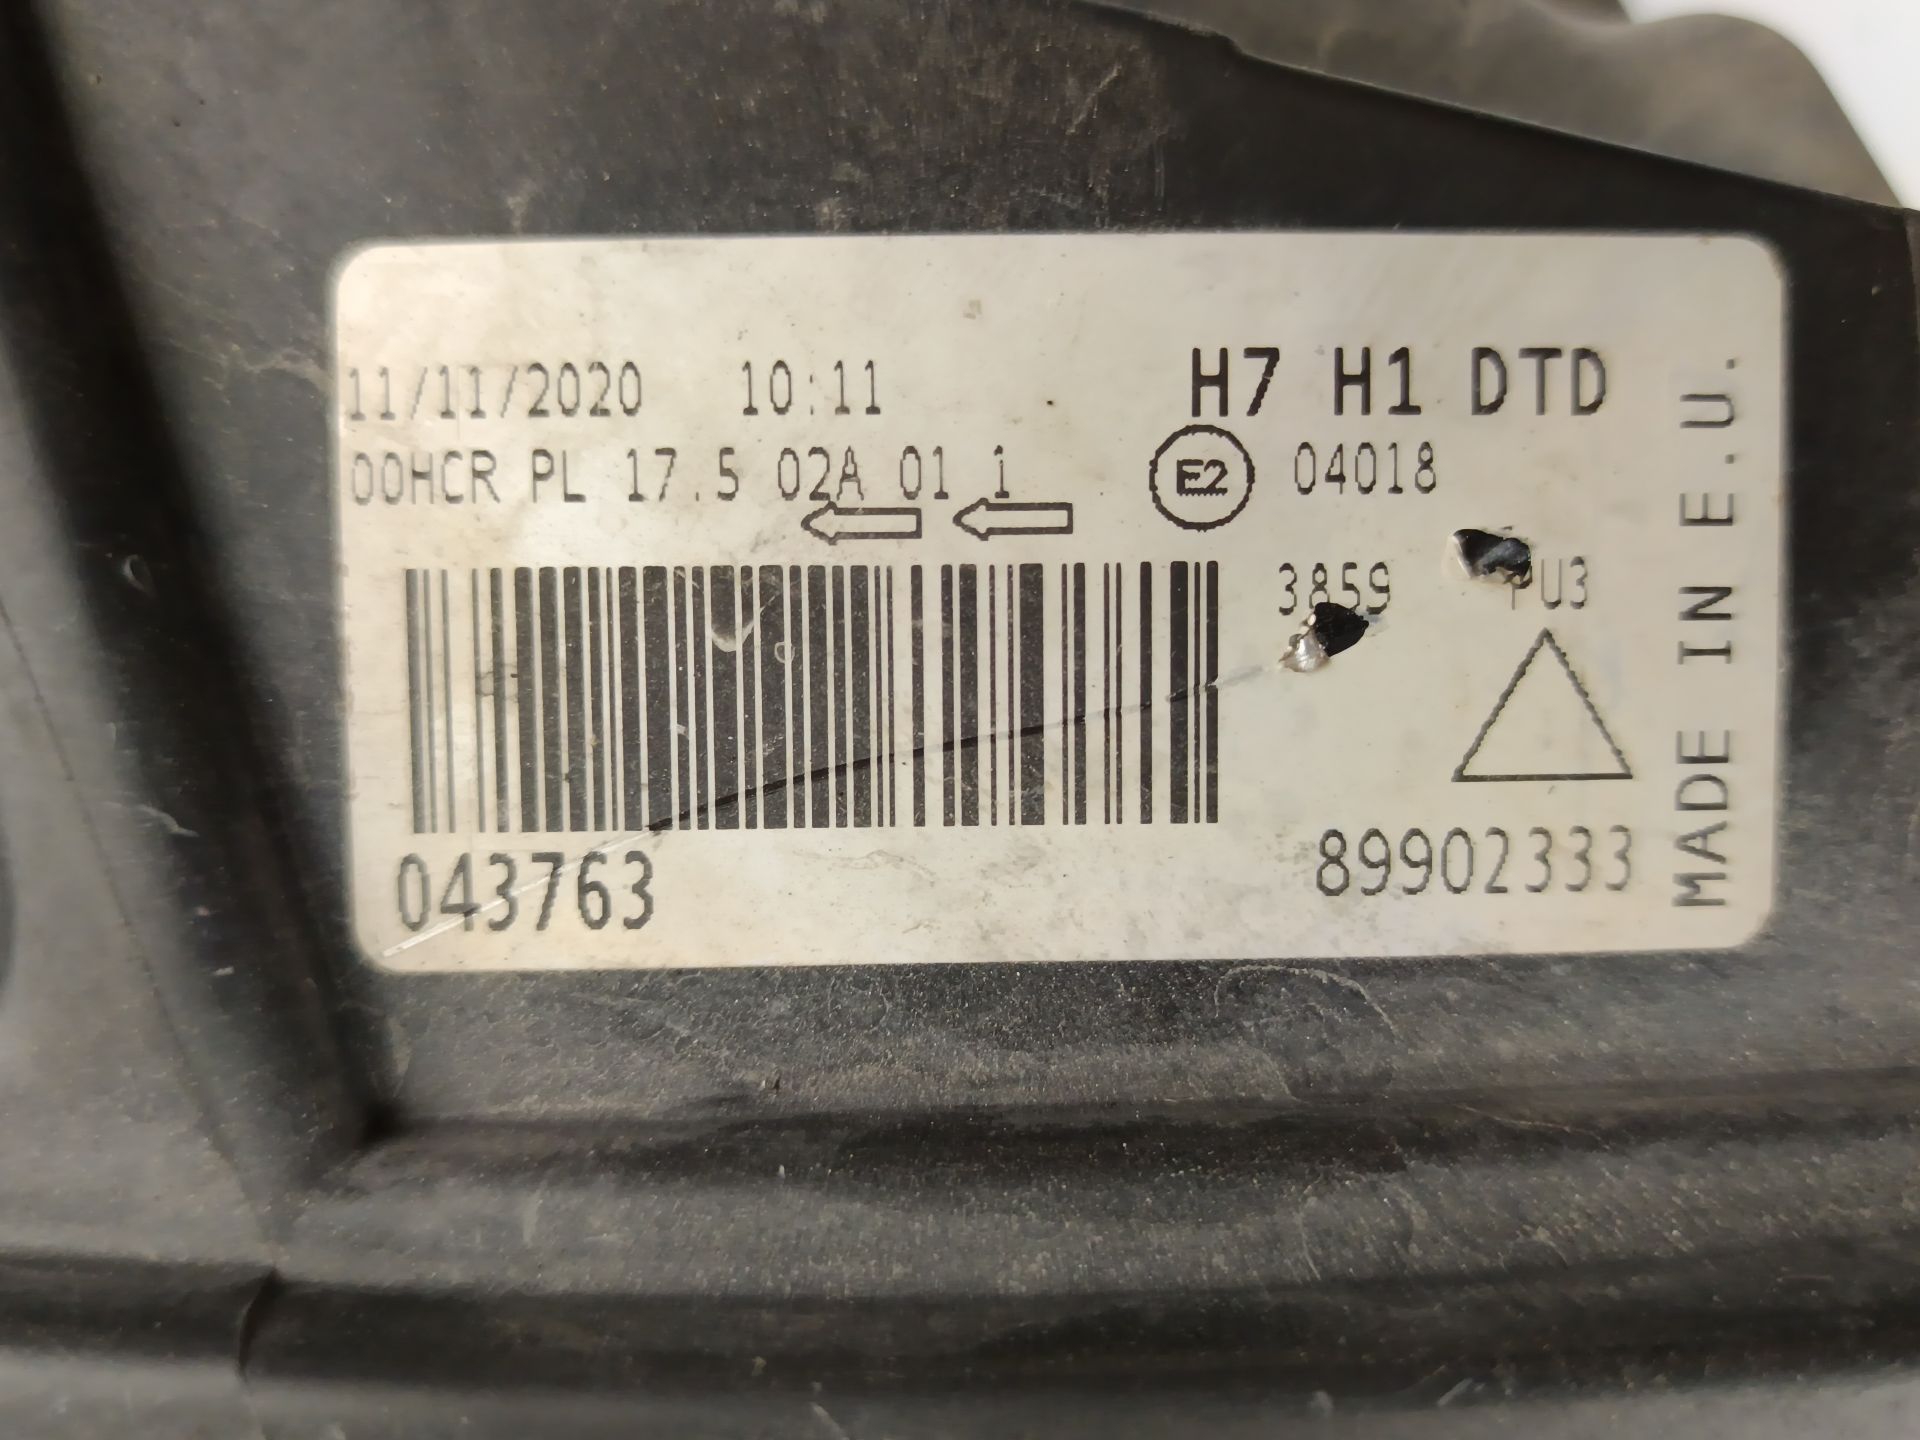 11/11/2020 10:11
H7 H1 DTD
00HCR PL 17.5 02A 01 1
E2 04018
3859
043763
89902333
MADE IN E.U.